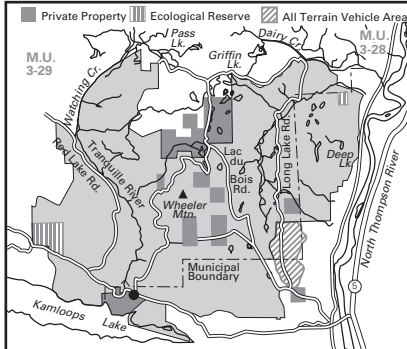 Private Property
Ecological Reserve
All Terrain Vehicle Area
Pass
Lk.
Griffin
Lk.
Dairy Cr.
M.U.
3-28
M.U.
3-29
Watching Cr.
Red Lake Rd.
Tranquille River
Lac
du
Bois
Rd.
Long Lake Rd.
Deep
Lk.
Wheeler
Mtn.
North Thompson River
Municipal
Boundary
5
Kamloops Lake